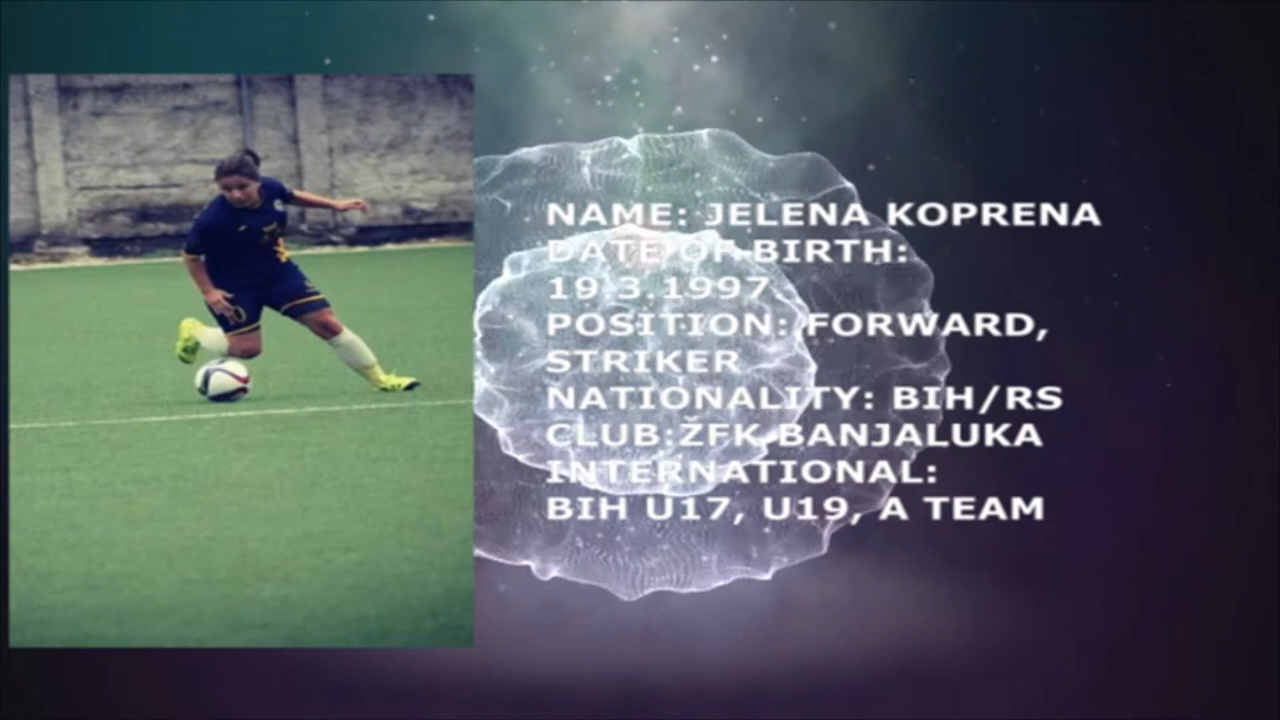 NAME: JELENA KOPRENA
DATE OF BIRTH:
19.3.1997.
POSITION: FORWARD,
STRIKER
NATIONALITY: BIH/RS
CLUB:ŽFK BANJALUKA
INTERNATIONAL:
BIH U17, U19, A TEAM
10